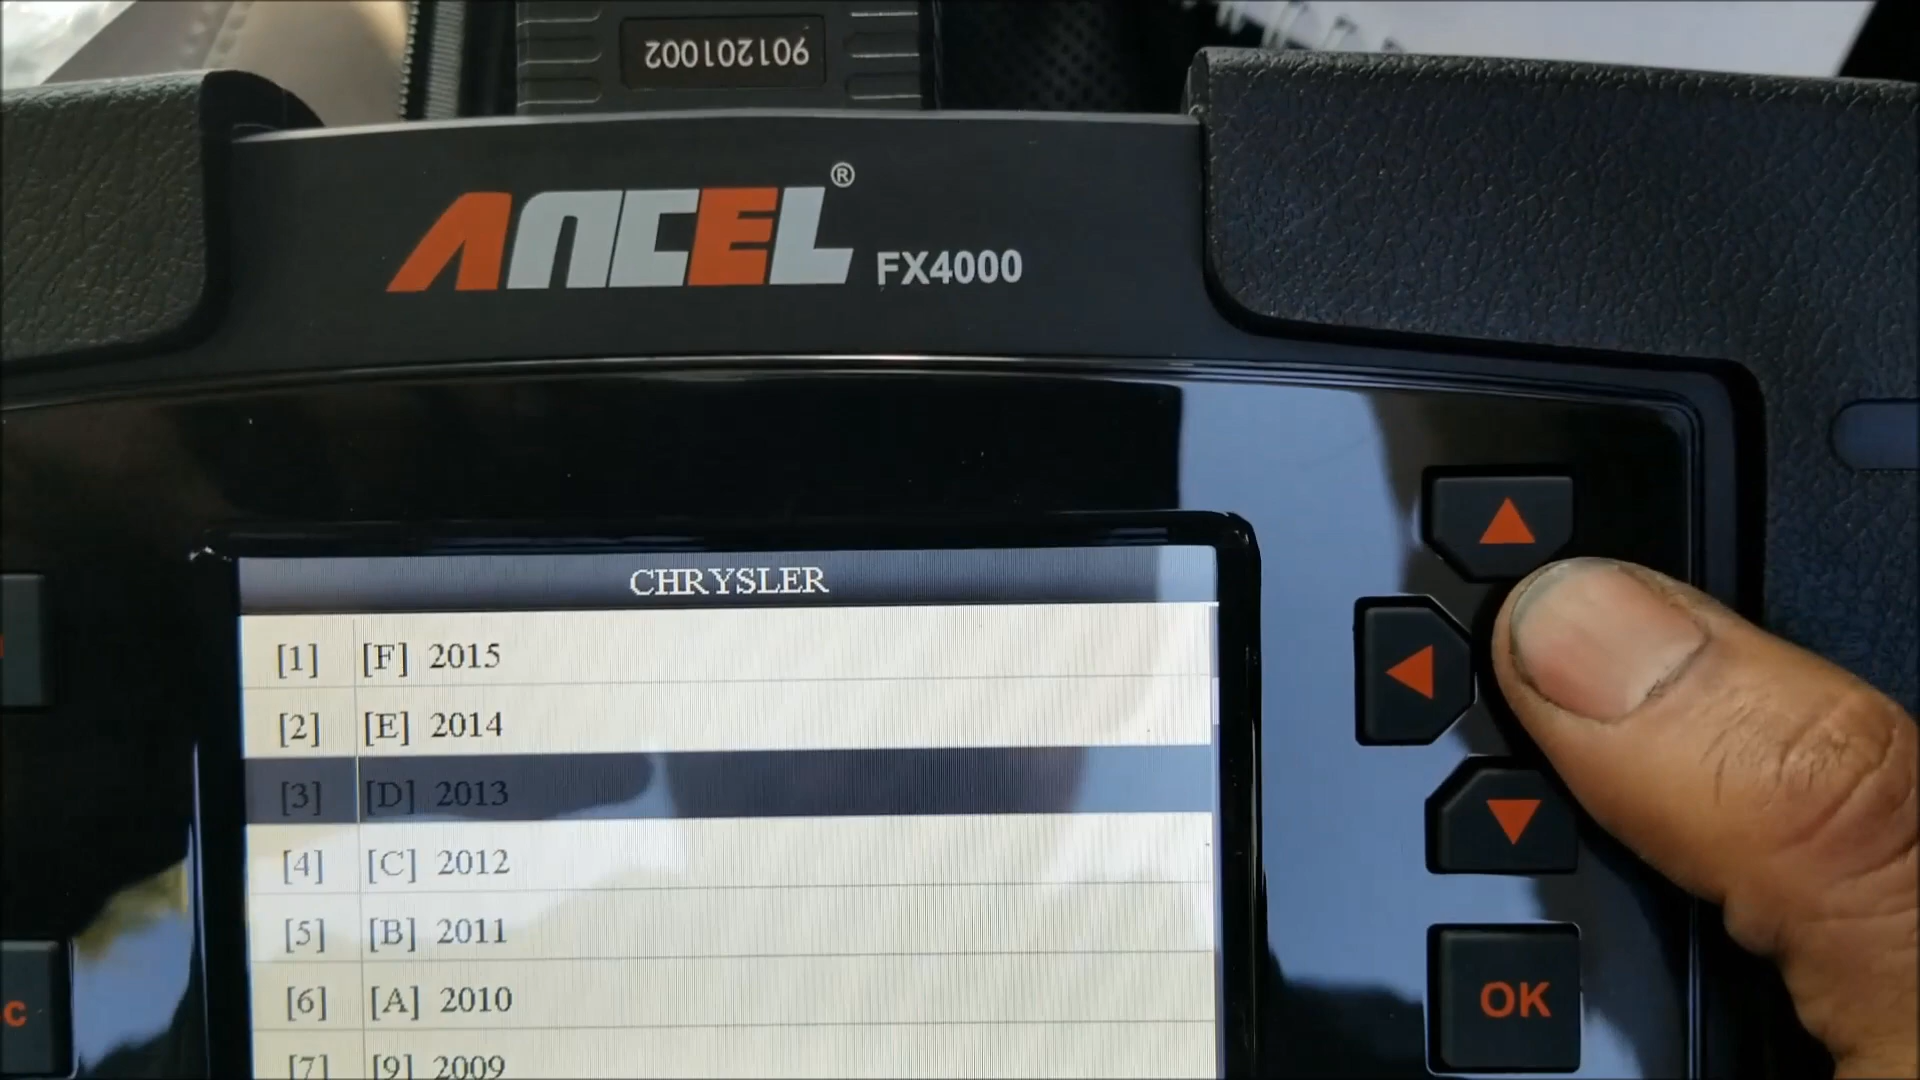 901201002
ANCEL® FX4000
CHRYSLER
[1] [F] 2015
[2] [E] 2014
[3] [D] 2013
[4] [C] 2012
[5] [B] 2011
[6] [A] 2010
[7] [9] 2009
OK
c